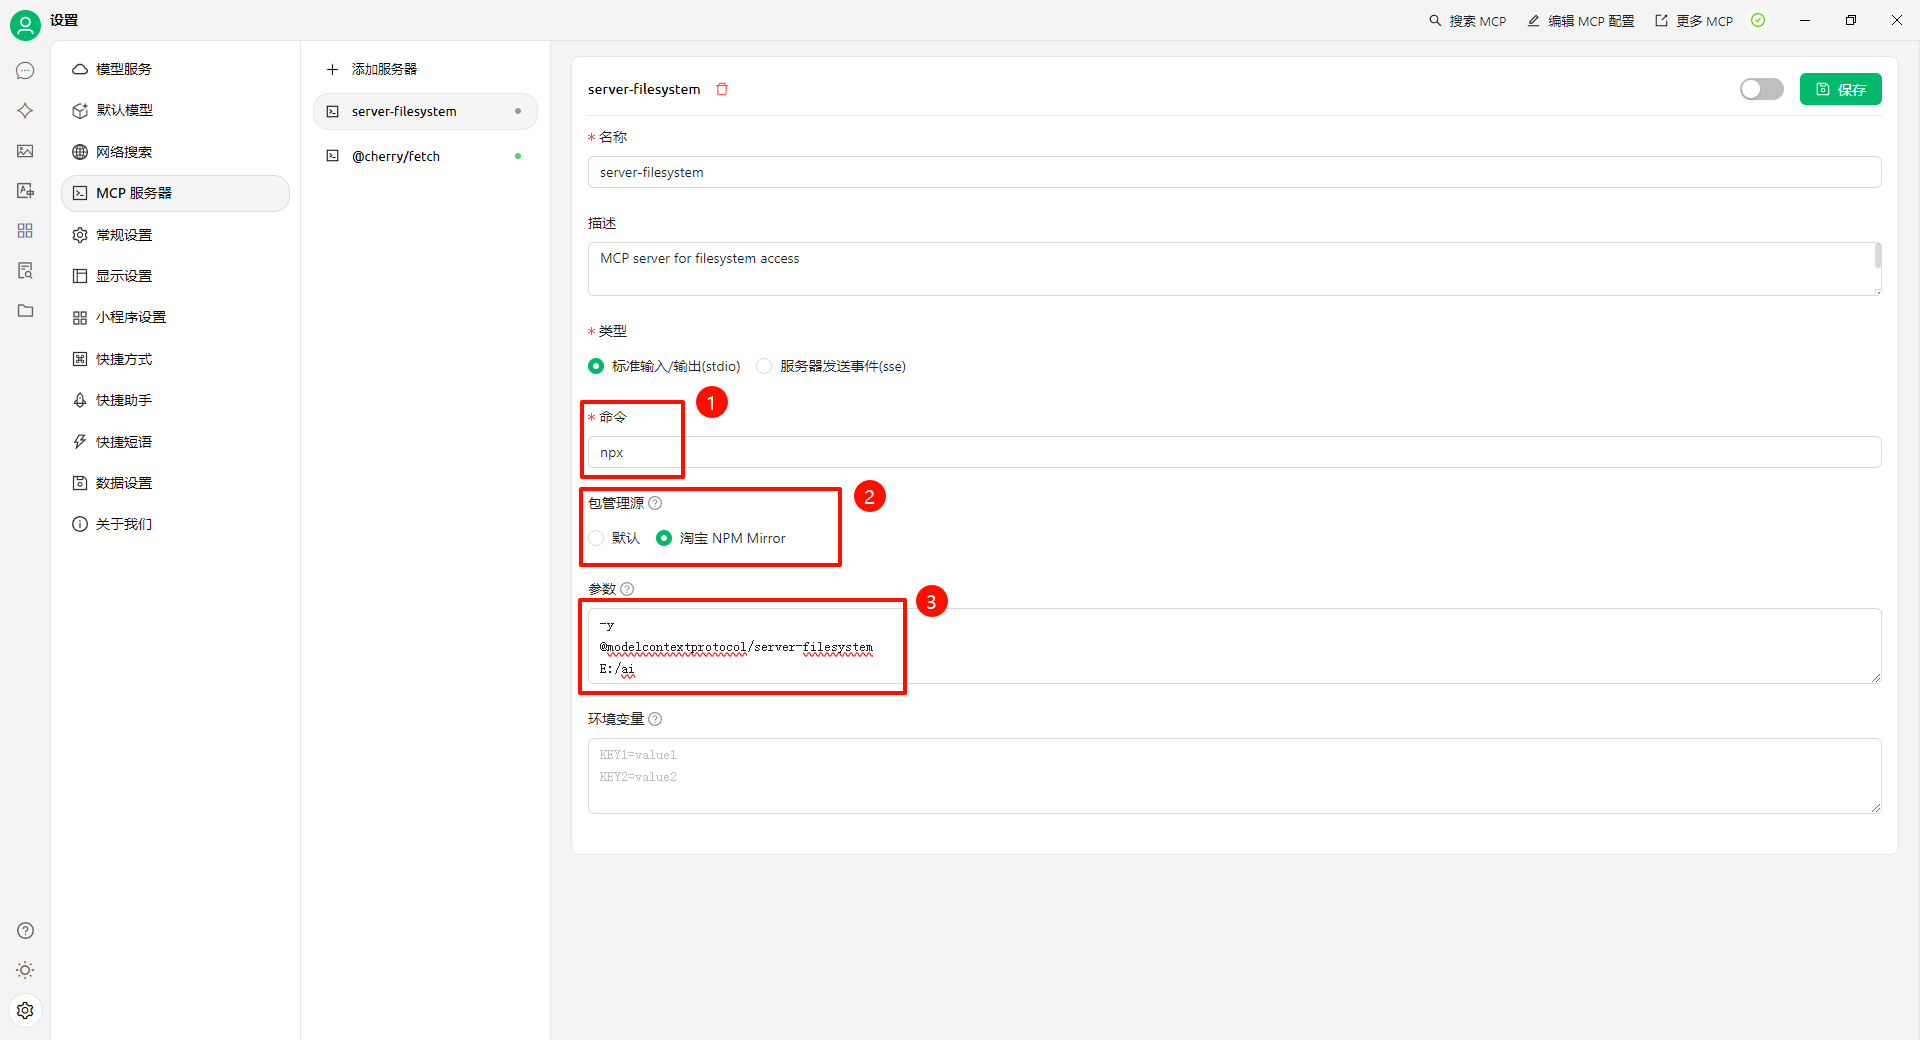 设置
搜索 MCP
编辑 MCP 配置
更多 MCP
模型服务
默认模型
网络搜索
MCP 服务器
常规设置
显示设置
小程序设置
快捷方式
快捷助手
快捷短语
数据设置
关于我们
添加服务器
server-filesystem
@cherry/fetch
server-filesystem
保存
* 名称
server-filesystem
描述
MCP server for filesystem access
* 类型
标准输入/输出(stdio) 服务器发送事件(sse)
1
* 命令
npx
2
包管理源
默认 淘宝 NPM Mirror
参数
3
-y
@modelcontextprotocol/server-filesystem
E:/ai
环境变量
KEY1=value1
KEY2=value2